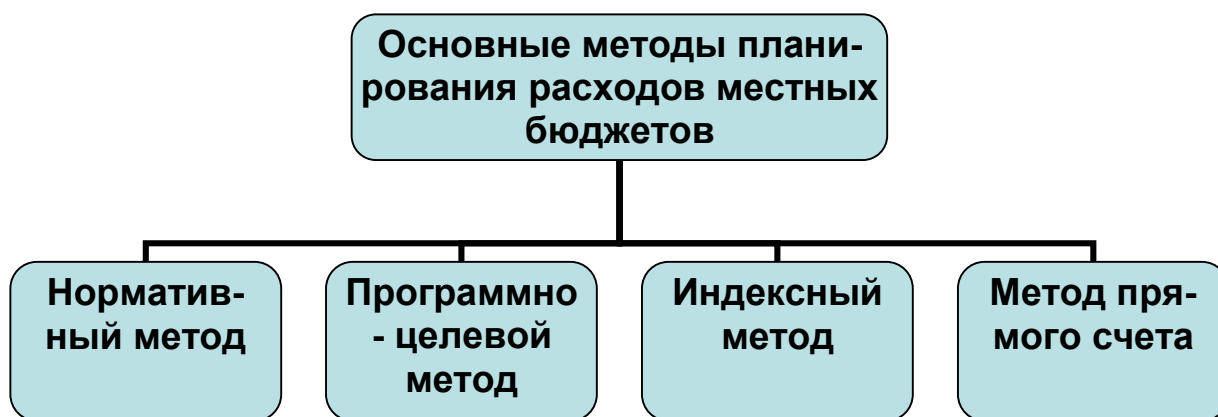 Основные методы плани-
рования расходов местных
бюджетов
Норматив-
ный метод
Программно
- целевой
метод
Индексный
метод
Метод пря-
мого счета